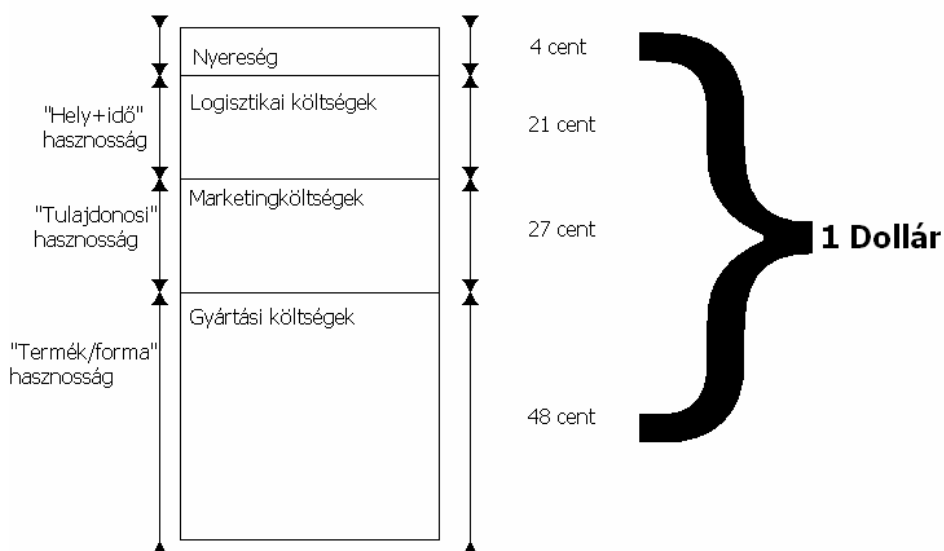 Nyereség
4 cent
"Hely+idő"
hasznosság
Logisztikai költségek
21 cent
"Tulajdonosi"
hasznosság
Marketingköltségek
27 cent
1 Dollár
"Termék/forma"
hasznosság
Gyártási költségek
48 cent